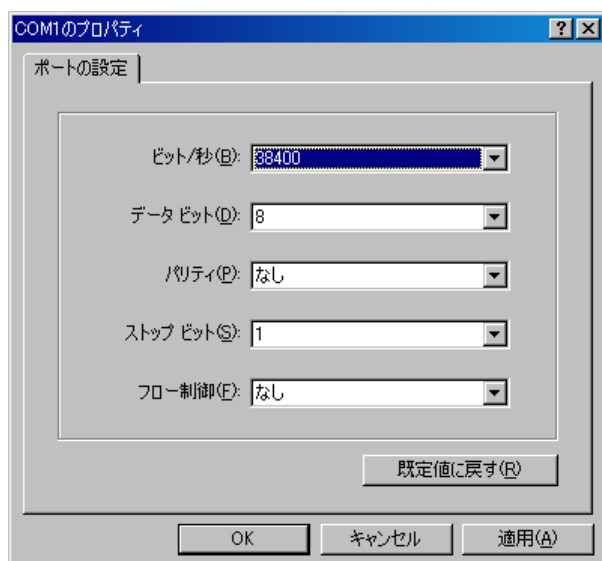 COM1のプロパティ
ポートの設定
ビット/秒(B): 38400
データ ビット(D): 8
パリティ(P): なし
ストップ ビット(S): 1
フロー制御(F): なし
既定値に戻す(R)
OK キャンセル 適用(A)